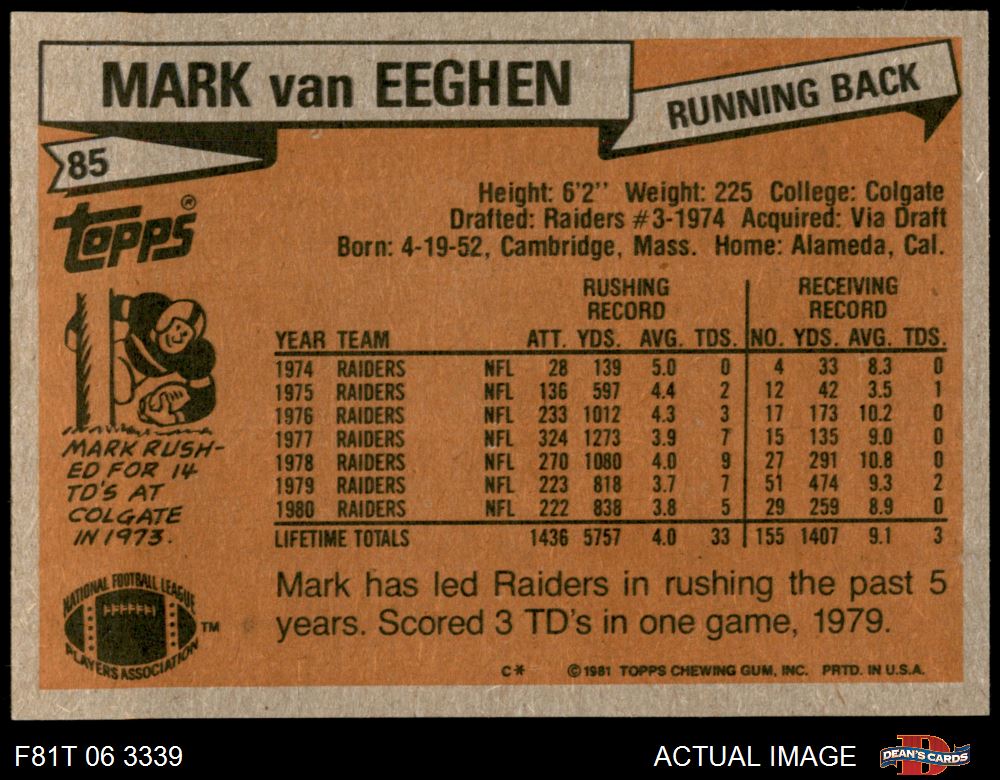 MARK van EEGHEN
RUNNING BACK
85
Topps®
Height: 6'2'' Weight: 225 College: Colgate
Drafted: Raiders #3-1974 Acquired: Via Draft
Born: 4-19-52, Cambridge, Mass. Home: Alameda, Cal.
RUSHING RECEIVING
RECORD RECORD
YEAR TEAM ATT. YDS. AVG. TDS. NO. YDS. AVG. TDS.
1974 RAIDERS NFL 28 139 5.0 0 4 33 8.3 0
1975 RAIDERS NFL 136 597 4.4 2 12 42 3.5 1
1976 RAIDERS NFL 233 1012 4.3 3 17 173 10.2 0
1977 RAIDERS NFL 324 1273 3.9 7 15 135 9.0 0
1978 RAIDERS NFL 270 1080 4.0 9 27 291 10.8 0
1979 RAIDERS NFL 223 818 3.7 7 51 474 9.3 2
1980 RAIDERS NFL 222 838 3.8 5 29 259 8.9 0
LIFETIME TOTALS 1436 5757 4.0 33 155 1407 9.1 3
MARK RUSH-
ED FOR 14
TD'S AT
COLGATE
IN 1973.
NATIONAL FOOTBALL LEAGUE
PLAYERS ASSOCIATION
TM
Mark has led Raiders in rushing the past 5
years. Scored 3 TD's in one game, 1979.
C* ©1981 TOPPS CHEWING GUM, INC. PRTD. IN U.S.A.
F81T 06 3339 ACTUAL IMAGE DEAN'S CARDS